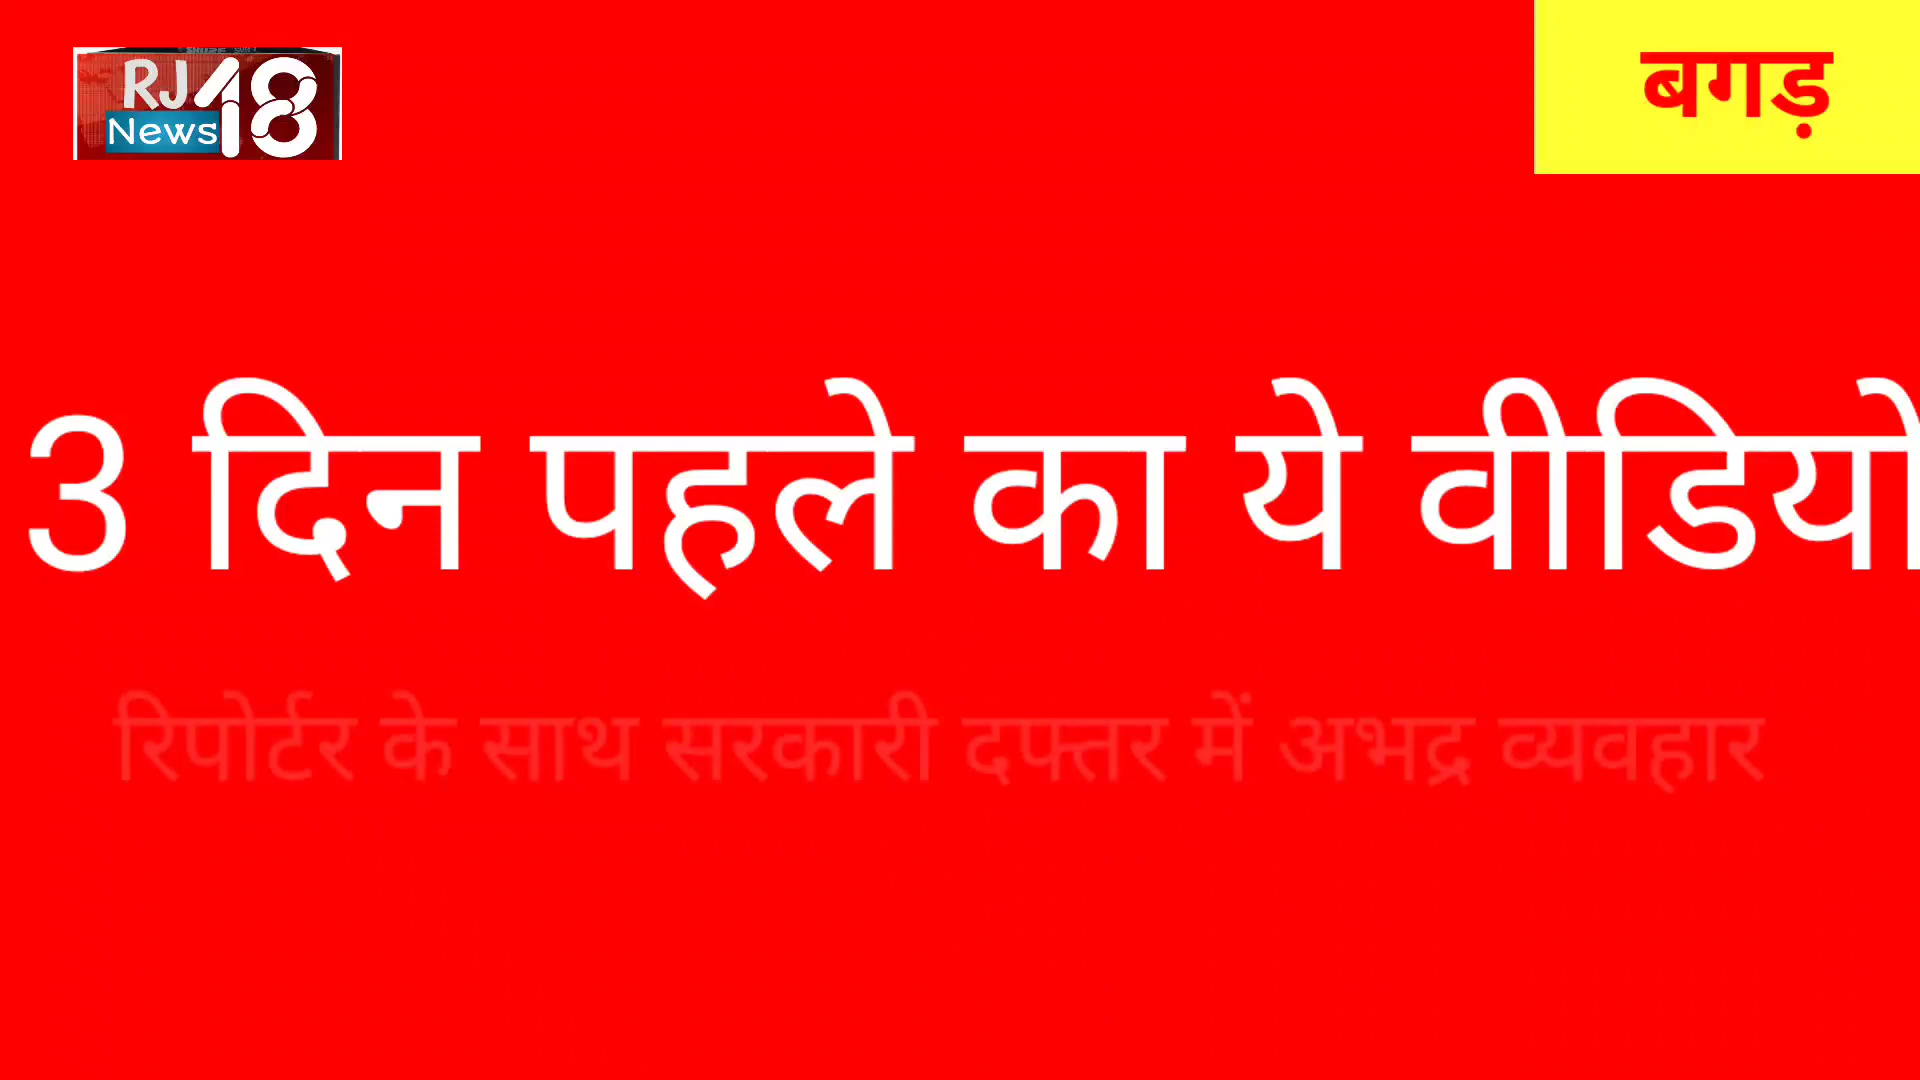 RJ 18
News
बगड़
3 दिन पहले का ये वीडियो
रिपोर्टर के साथ सरकारी दफ्तर में अभद्र व्यवहार